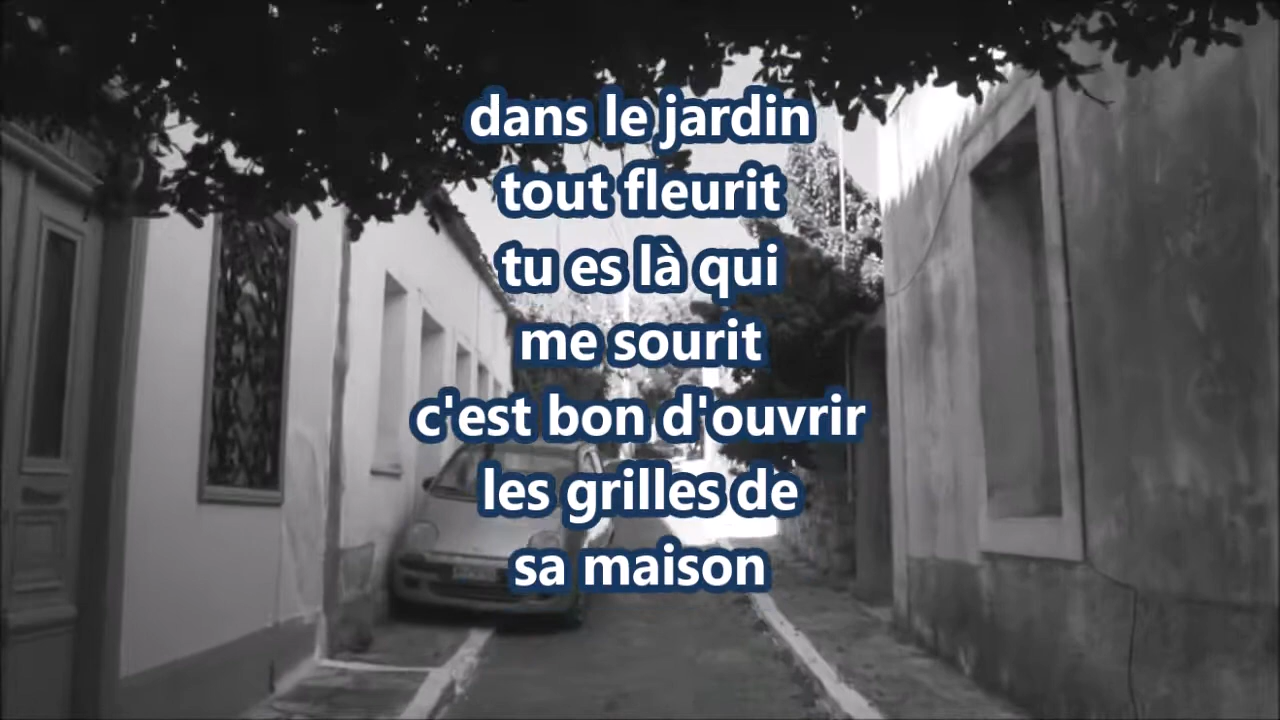 dans le jardin
tout fleurit
tu es là qui
me sourit
c'est bon d'ouvrir
les grilles de
sa maison